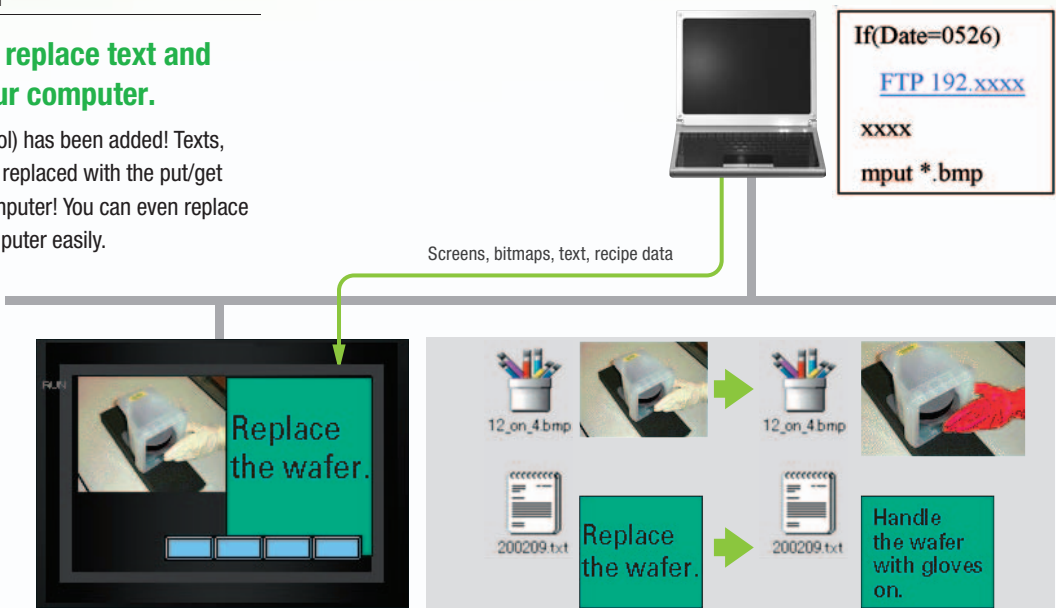 replace text and
ur computer.
ol) has been added! Texts,
replaced with the put/get
mputer! You can even replace
puter easily.
If(Date=0526)
FTP 192.xxxx
xxxx
mput *.bmp
Screens, bitmaps, text, recipe data
RUN
Replace
the wafer.
12_on_4.bmp
12_on_4.bmp
200209.txt
Replace
the wafer.
200209.txt
Handle
the wafer
with gloves
on.